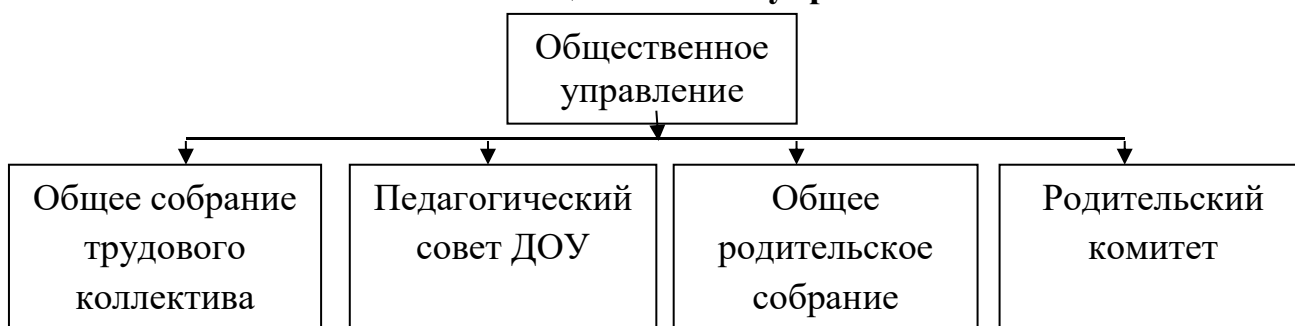 Общественное
управление
Общее собрание
трудового
коллектива
Педагогический
совет ДОУ
Общее
родительское
собрание
Родительский
комитет